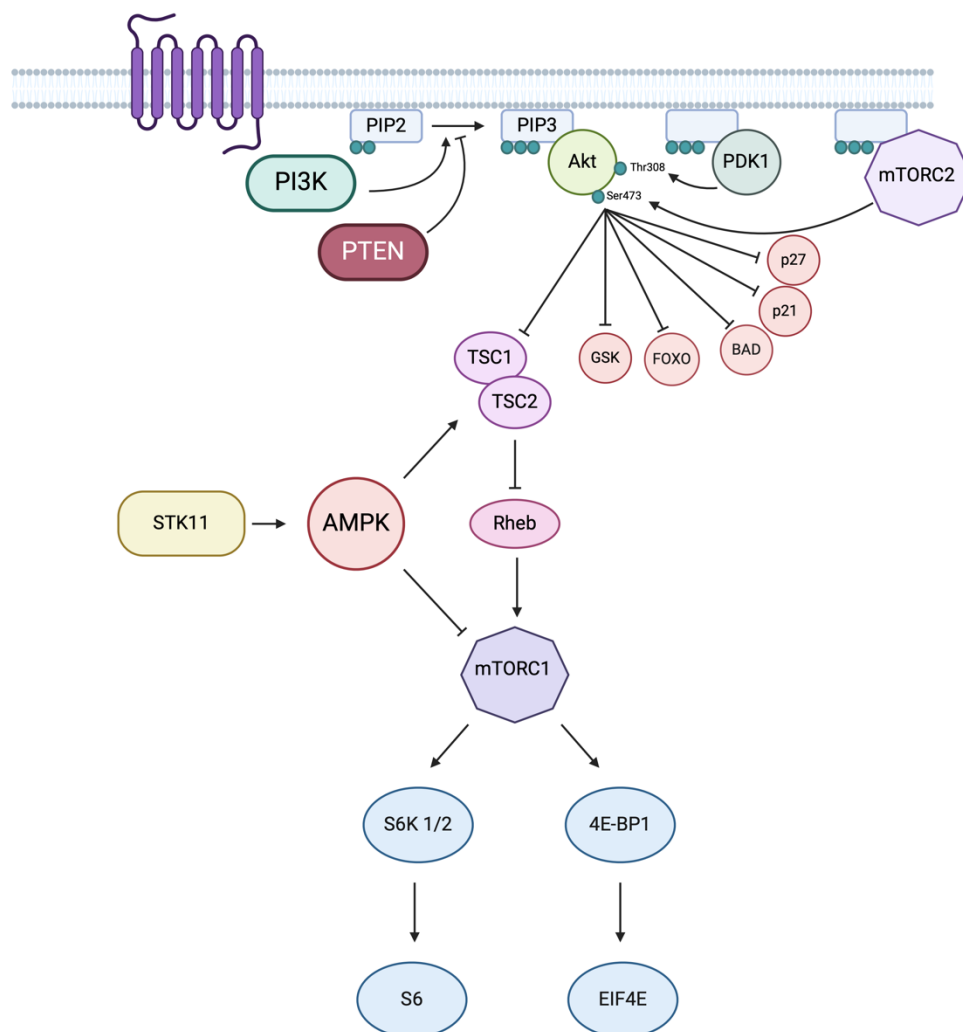 PIP2
PIP3
PI3K
Akt
Thr308
PDK1
mTORC2
Ser473
PTEN
p27
p21
TSC1
GSK
FOXO
BAD
TSC2
STK11
AMPK
Rheb
mTORC1
S6K 1/2
4E-BP1
S6
EIF4E